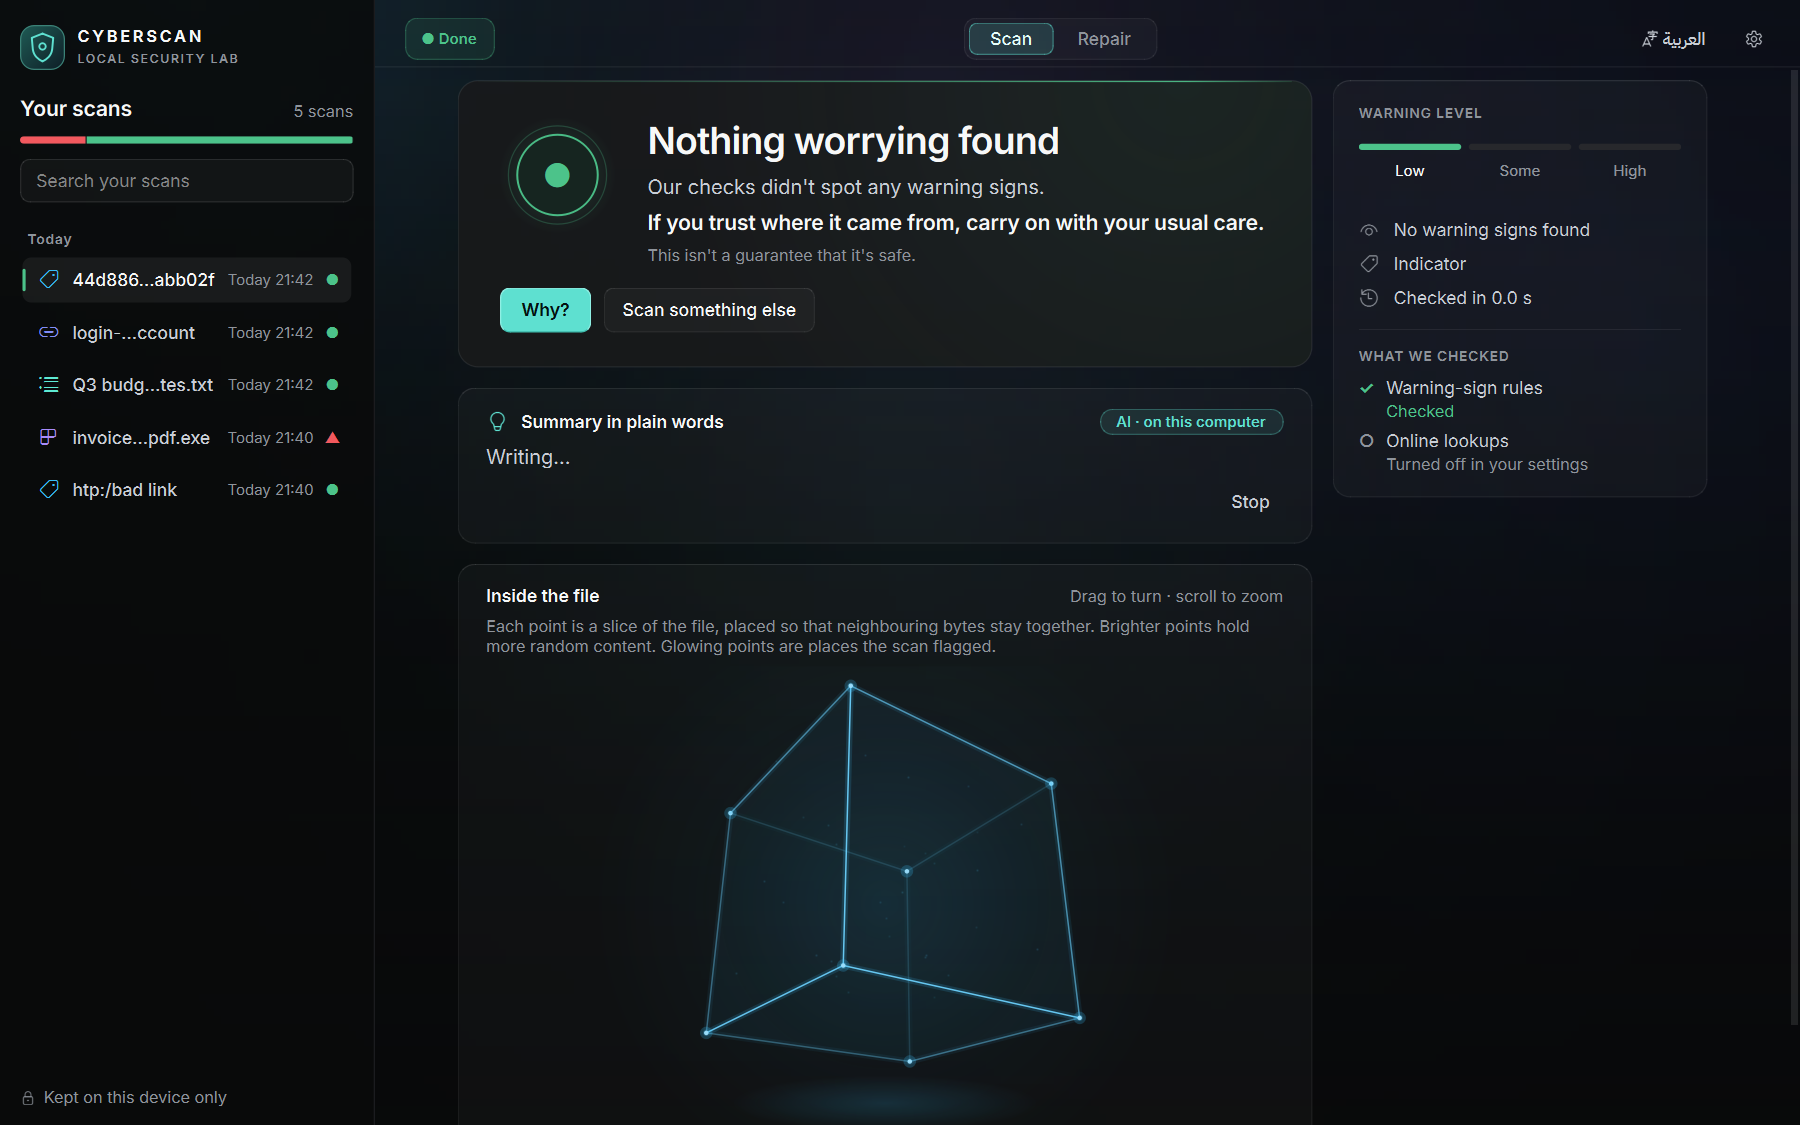 CYBERSCAN
LOCAL SECURITY LAB
Your scans
5 scans
Search your scans
Today
44d886...abb02f Today 21:42
login-...ccount Today 21:42
Q3 budg...tes.txt Today 21:42
invoice...pdf.exe Today 21:40
htp:/bad link Today 21:40
Kept on this device only
Done
Scan
Repair
العربية
Nothing worrying found
Our checks didn't spot any warning signs.
If you trust where it came from, carry on with your usual care.
This isn't a guarantee that it's safe.
Why?
Scan something else
Summary in plain words
AI · on this computer
Writing...
Stop
Inside the file
Drag to turn · scroll to zoom
Each point is a slice of the file, placed so that neighbouring bytes stay together. Brighter points hold
more random content. Glowing points are places the scan flagged.
WARNING LEVEL
Low
Some
High
No warning signs found
Indicator
Checked in 0.0 s
WHAT WE CHECKED
Warning-sign rules
Checked
Online lookups
Turned off in your settings